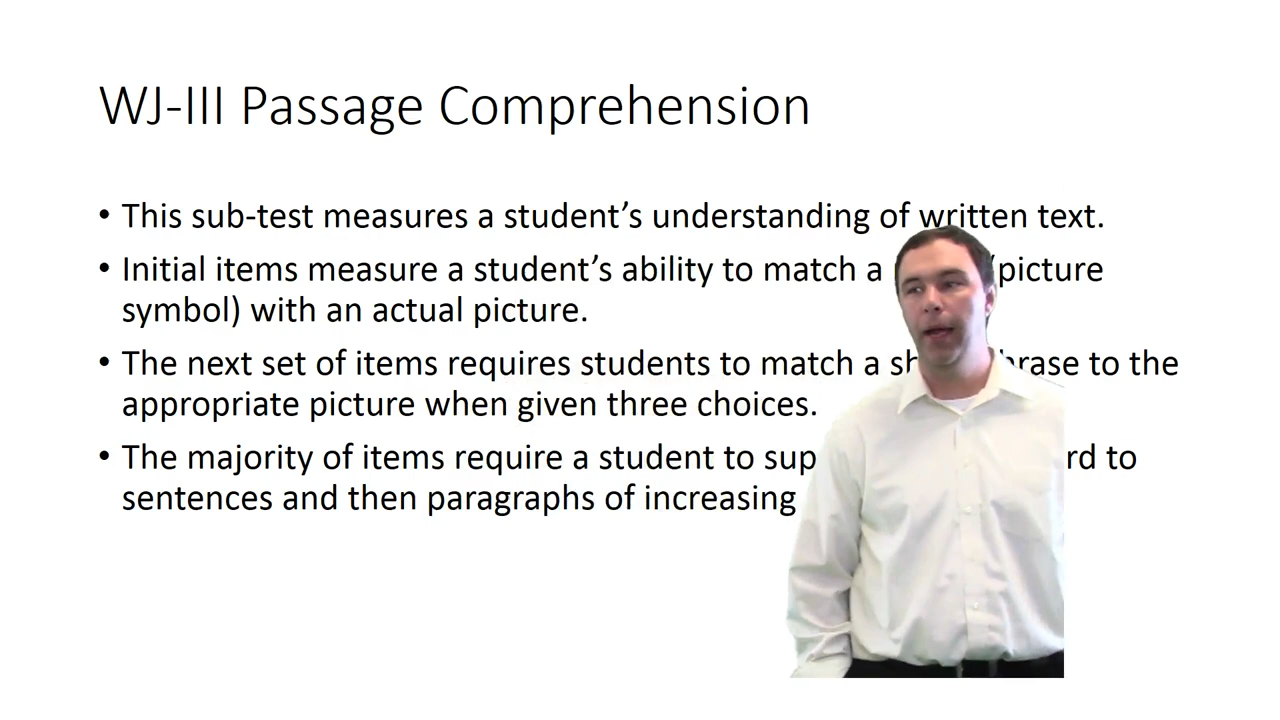 WJ-III Passage Comprehension
• This sub-test measures a student’s understanding of written text.
• Initial items measure a student’s ability to match a (picture
symbol) with an actual picture.
• The next set of items requires students to match a to the
appropriate picture when given three choices.
• The majority of items require a student to to
sentences and then paragraphs of increasing